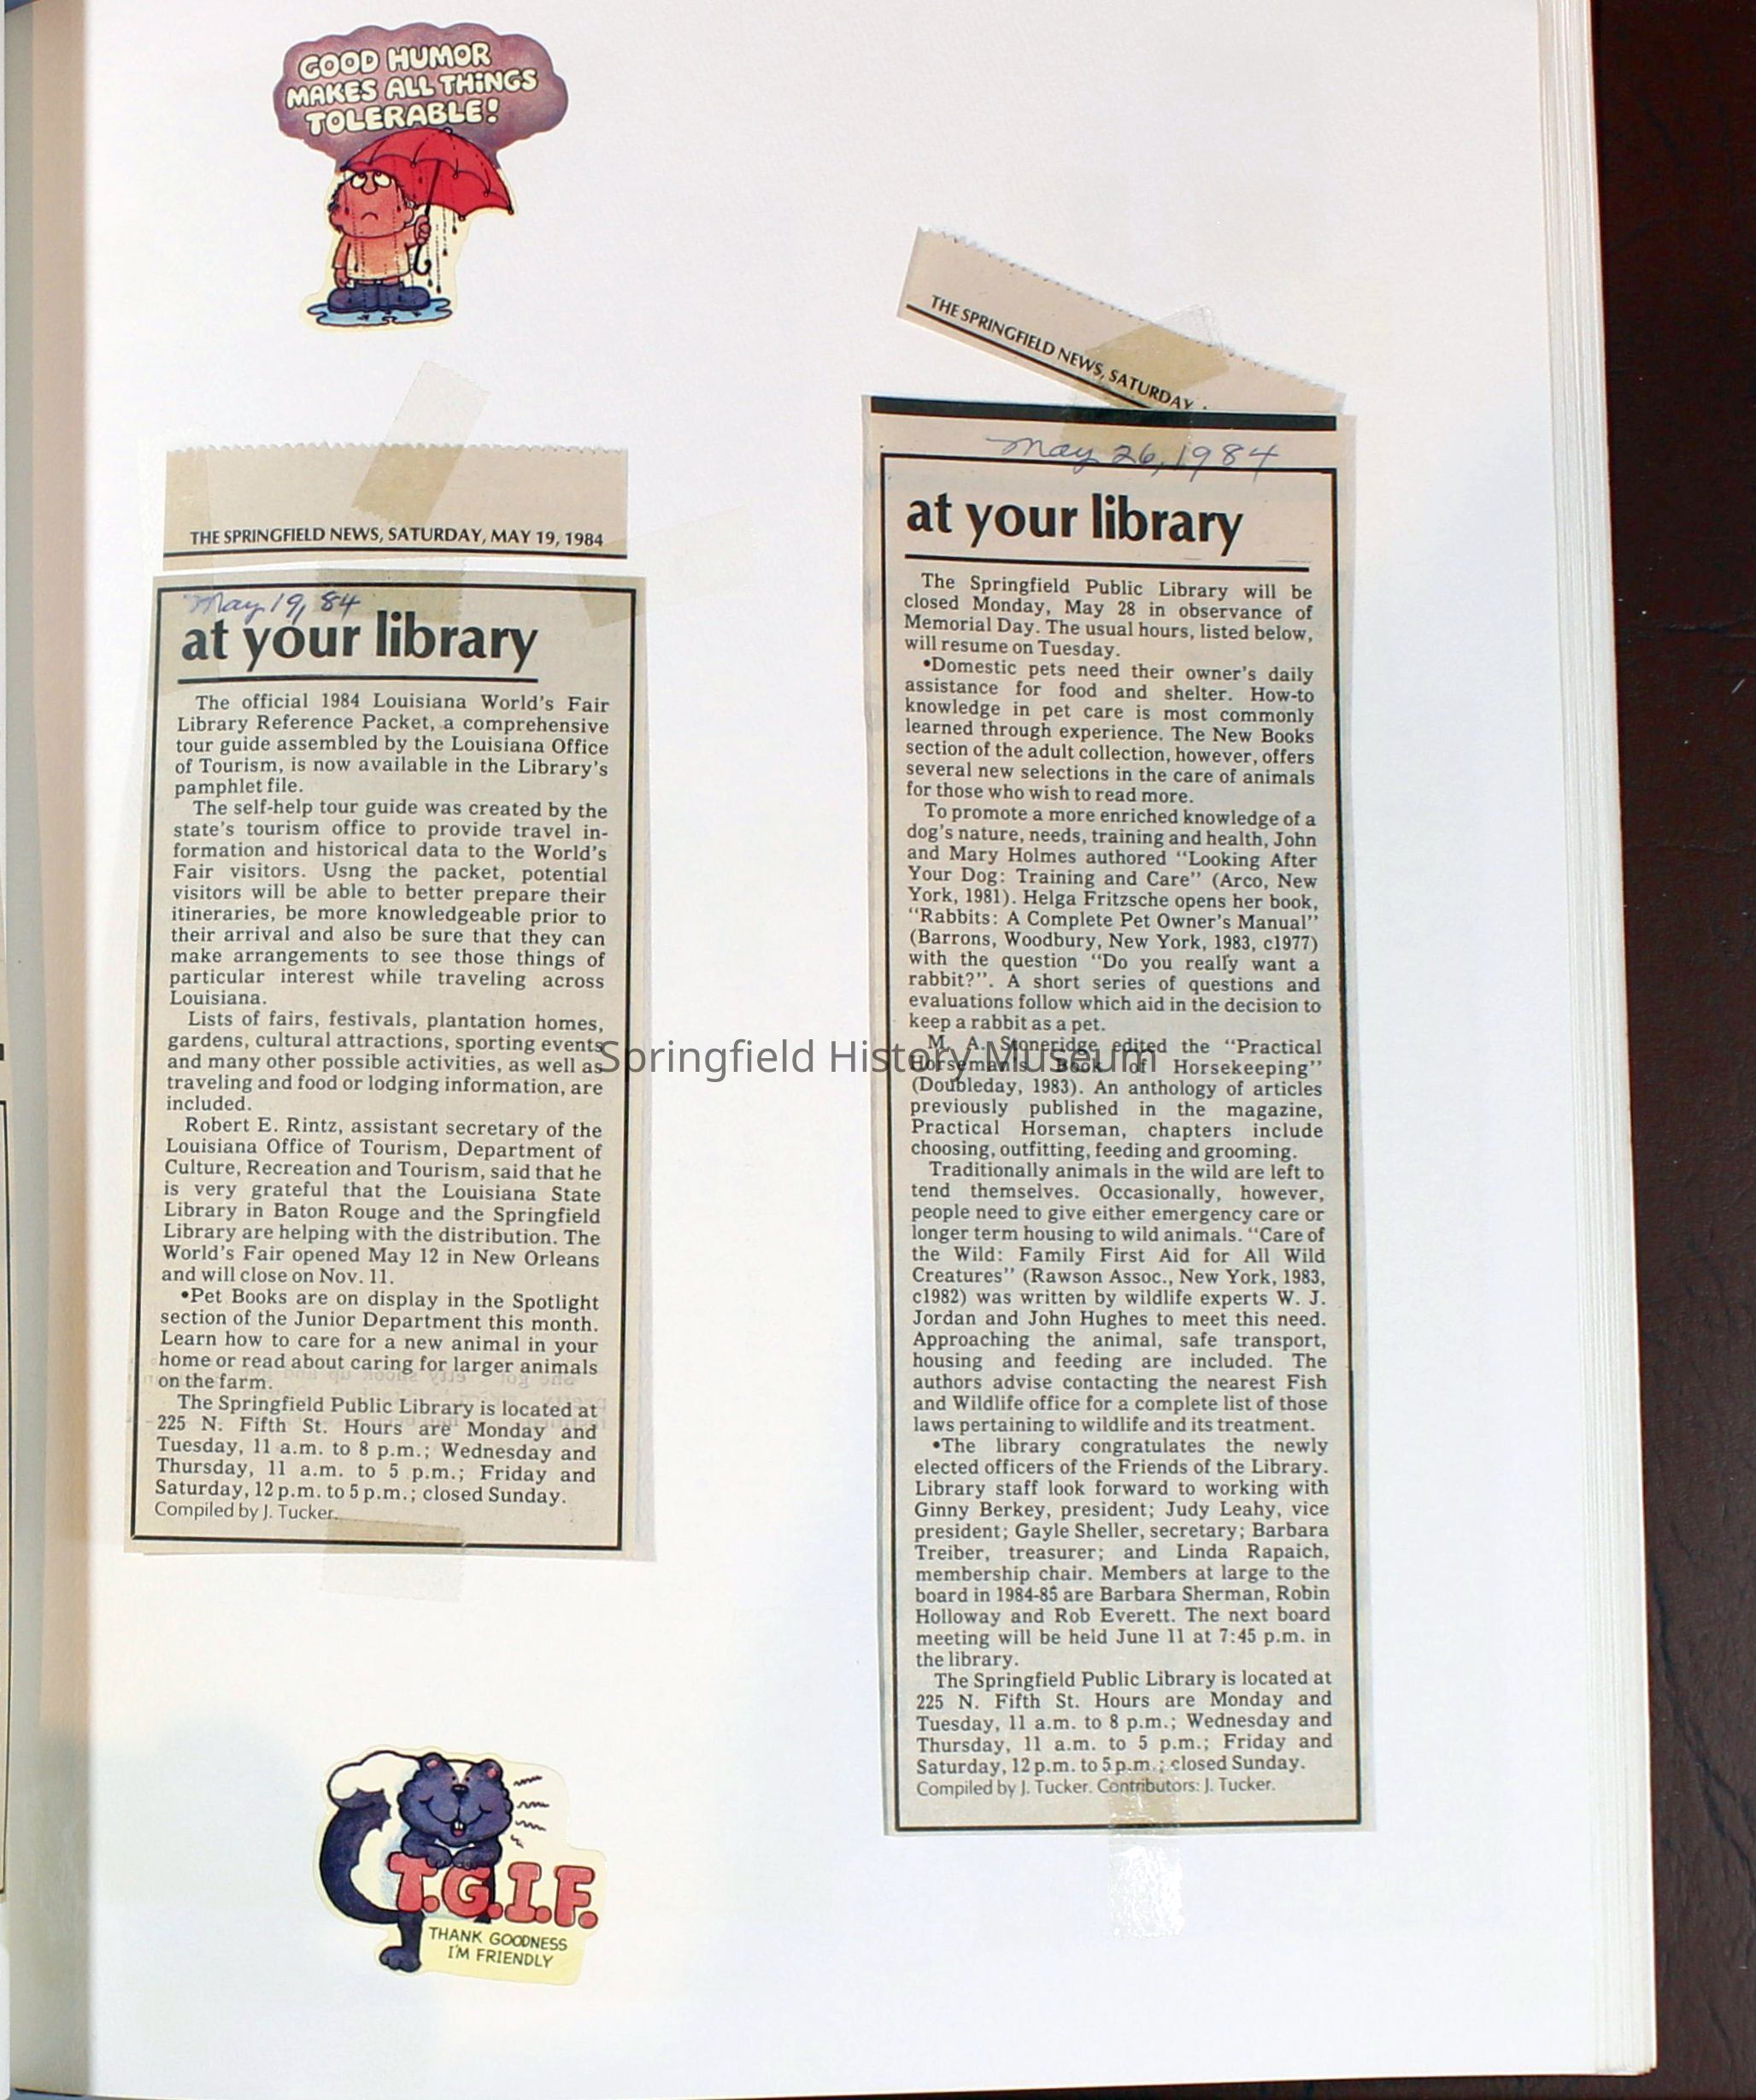 GOOD HUMOR
MAKES ALL THINGS
TOLERABLE!
THE SPRINGFIELD NEWS, SATURDAY, MAY 19, 1984
May 19, 84
at your library
The official 1984 Louisiana World's Fair
Library Reference Packet, a comprehensive
tour guide assembled by the Louisiana Office
of Tourism, is now available in the Library's
pamphlet file.
The self-help tour guide was created by the
state's tourism office to provide travel in-
formation and historical data to the World's
Fair visitors. Usng the packet, potential
visitors will be able to better prepare their
itineraries, be more knowledgeable prior to
their arrival and also be sure that they can
make arrangements to see those things of
particular interest while traveling across
Louisiana.
Lists of fairs, festivals, plantation homes,
gardens, cultural attractions, sporting events
and many other possible activities, as well as
traveling and food or lodging information, are
included.
Robert E. Rintz, assistant secretary of the
Louisiana Office of Tourism, Department of
Culture, Recreation and Tourism, said that he
is very grateful that the Louisiana State
Library in Baton Rouge and the Springfield
Library are helping with the distribution. The
World's Fair opened May 12 in New Orleans
and will close on Nov. 11.
•Pet Books are on display in the Spotlight
section of the Junior Department this month.
Learn how to care for a new animal in your
home or read about caring for larger animals
on the farm.
The Springfield Public Library is located at
225 N. Fifth St. Hours are Monday and
Tuesday, 11 a.m. to 8 p.m.; Wednesday and
Thursday, 11 a.m. to 5 p.m.; Friday and
Saturday, 12 p.m. to 5 p.m.; closed Sunday.
Compiled by J. Tucker.
T.G.I.F.
THANK GOODNESS
I'M FRIENDLY
THE SPRINGFIELD NEWS, SATURDAY,
May 26, 1984
at your library
The Springfield Public Library will be
closed Monday, May 28 in observance of
Memorial Day. The usual hours, listed below,
will resume on Tuesday.
•Domestic pets need their owner's daily
assistance for food and shelter. How-to
knowledge in pet care is most commonly
learned through experience. The New Books
section of the adult collection, however, offers
several new selections in the care of animals
for those who wish to read more.
To promote a more enriched knowledge of a
dog's nature, needs, training and health, John
and Mary Holmes authored "Looking After
Your Dog: Training and Care" (Arco, New
York, 1981). Helga Fritzsche opens her book,
"Rabbits: A Complete Pet Owner's Manual"
(Barrons, Woodbury, New York, 1983, c1977)
with the question "Do you really want a
rabbit?". A short series of questions and
evaluations follow which aid in the decision to
keep a rabbit as a pet.
M. A. Stoneridge edited the "Practical
Horseman's Book of Horsekeeping"
(Doubleday, 1983). An anthology of articles
previously published in the magazine,
Practical Horseman, chapters include
choosing, outfitting, feeding and grooming.
Traditionally animals in the wild are left to
tend themselves. Occasionally, however,
people need to give either emergency care or
longer term housing to wild animals. "Care of
the Wild: Family First Aid for All Wild
Creatures" (Rawson Assoc., New York, 1983,
c1982) was written by wildlife experts W. J.
Jordan and John Hughes to meet this need.
Approaching the animal, safe transport,
housing and feeding are included. The
authors advise contacting the nearest Fish
and Wildlife office for a complete list of those
laws pertaining to wildlife and its treatment.
•The library congratulates the newly
elected officers of the Friends of the Library.
Library staff look forward to working with
Ginny Berkey, president; Judy Leahy, vice
president; Gayle Sheller, secretary; Barbara
Treiber, treasurer; and Linda Rapaich,
membership chair. Members at large to the
board in 1984-85 are Barbara Sherman, Robin
Holloway and Rob Everett. The next board
meeting will be held June 11 at 7:45 p.m. in
the library.
The Springfield Public Library is located at
225 N. Fifth St. Hours are Monday and
Tuesday, 11 a.m. to 8 p.m.; Wednesday and
Thursday, 11 a.m. to 5 p.m.; Friday and
Saturday, 12 p.m. to 5 p.m.; closed Sunday.
Compiled by J. Tucker. Contributors: J. Tucker.
Springfield History Museum